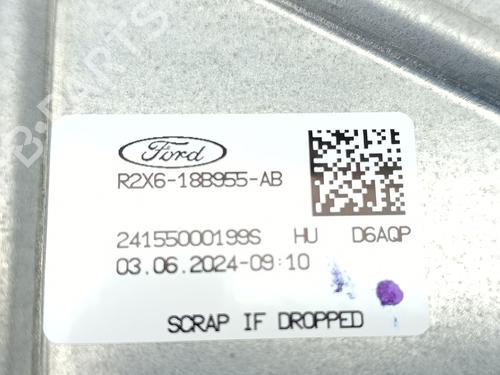 Ford
R2X6-18B955-AB
24155000199S HU D6AQP
03.06.2024-09:10
SCRAP IF DROPPED
B-PARTS